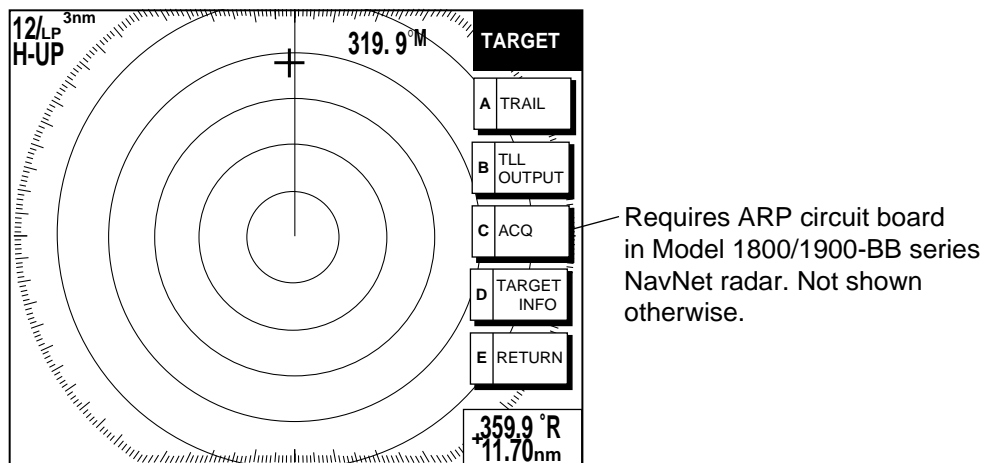 12/LP 3nm
H-UP
319. 9°M
TARGET
A TRAIL
B TLL
OUTPUT
C ACQ
D TARGET
INFO
E RETURN
+359.9 °R
11.70nm
Requires ARP circuit board
in Model 1800/1900-BB series
NavNet radar. Not shown
otherwise.